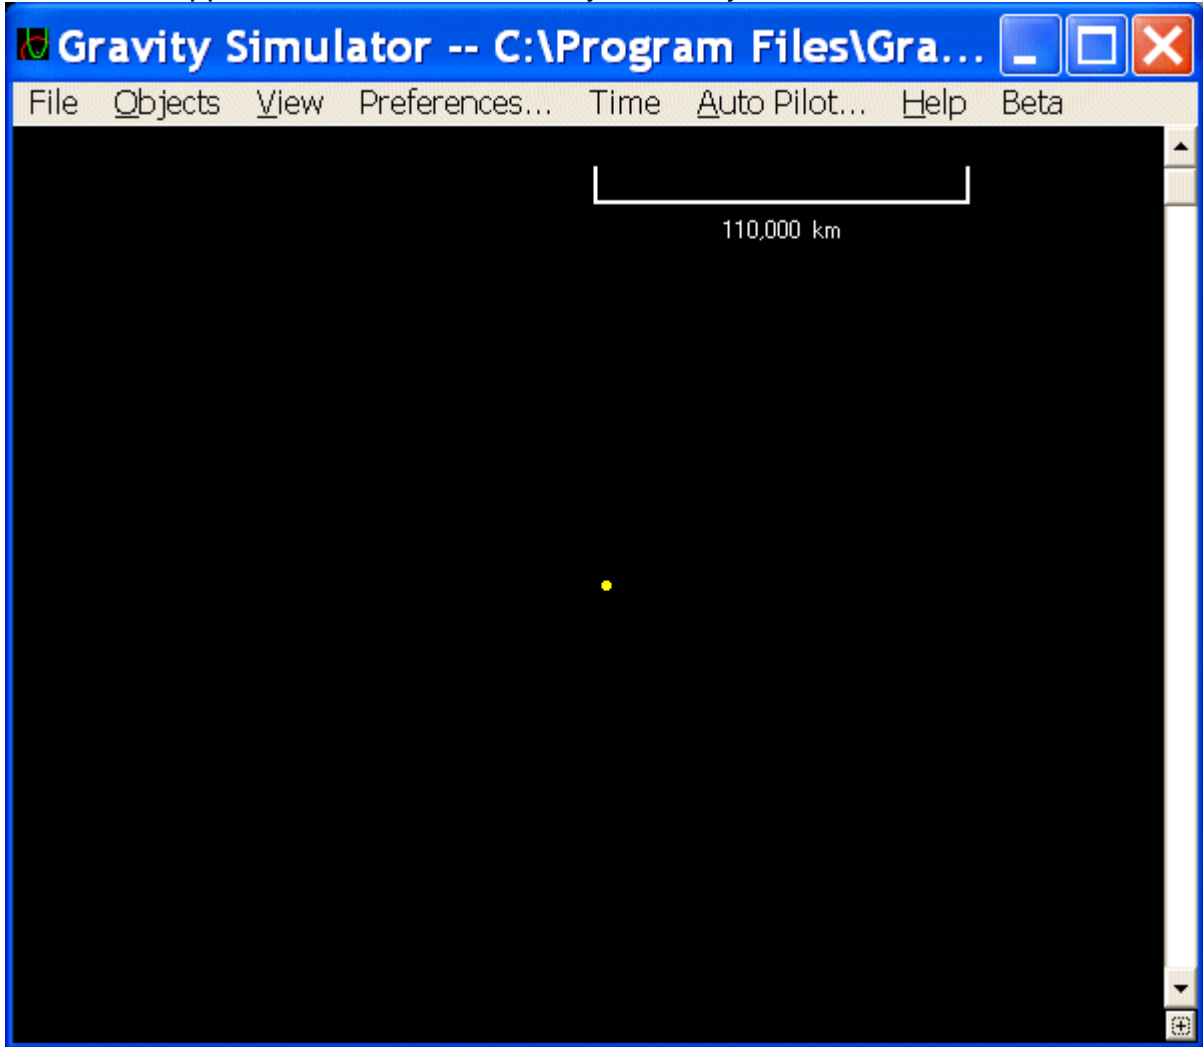 Gravity Simulator -- C:\Program Files\Gra...
File Objects View Preferences... Time Auto Pilot... Help Beta
110,000 km